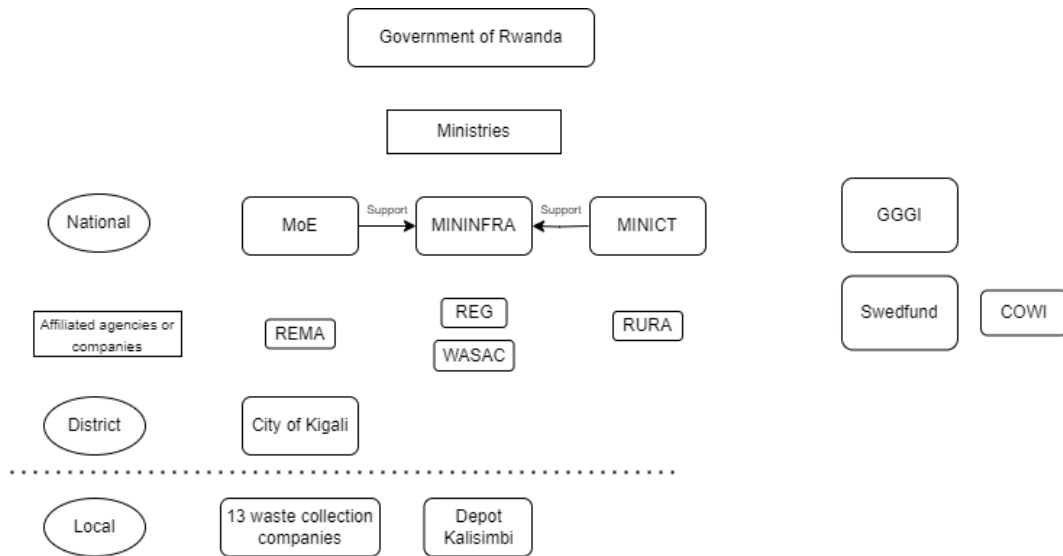 Government of Rwanda
Ministries
National
MoE
Support
MININFRA
Support
MINICT
GGGI
Affiliated agencies or
companies
REMA
REG
WASAC
RURA
Swedfund
COWI
District
City of Kigali
Local
13 waste collection
companies
Depot
Kalisimbi